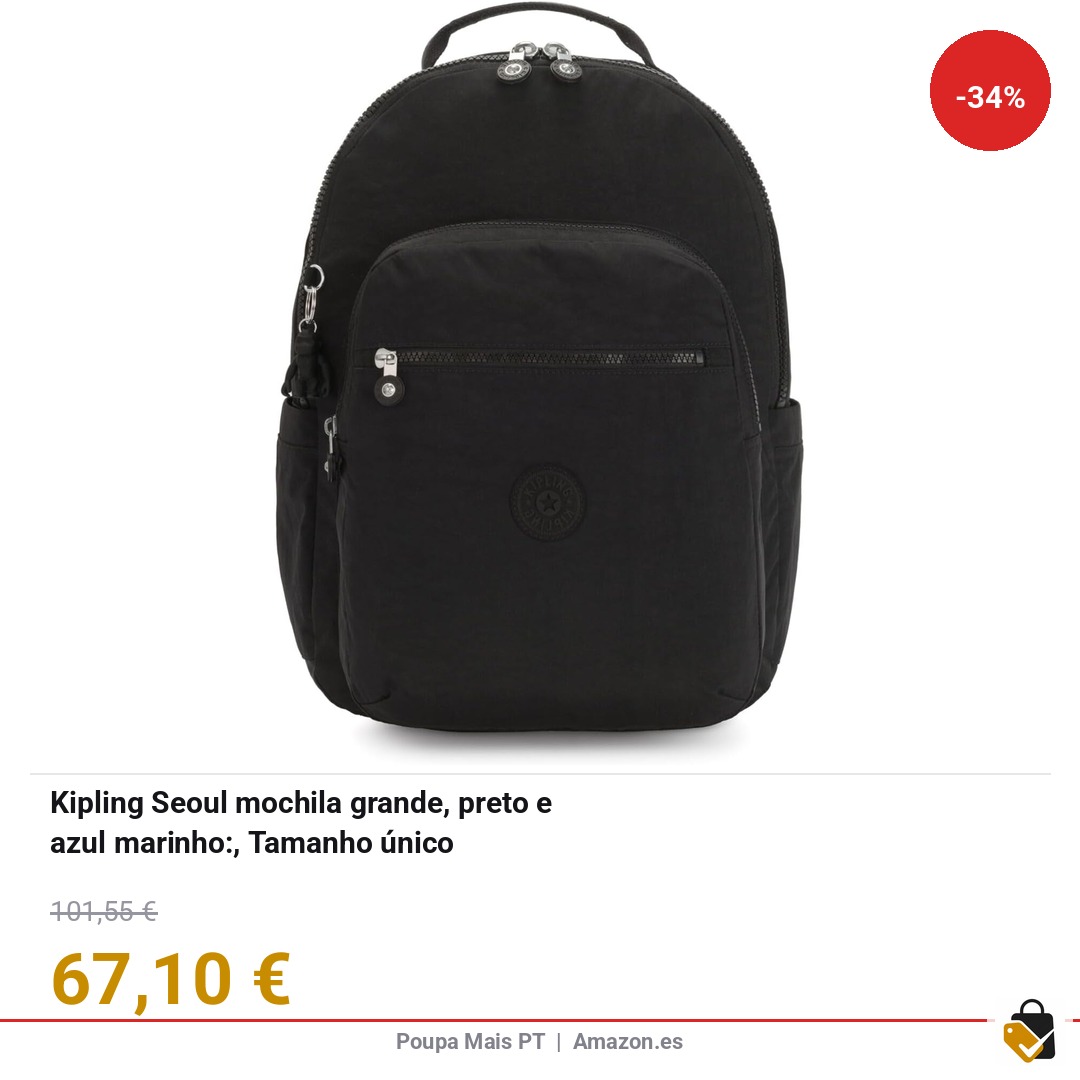 -34%
KIPLING
Kipling Seoul mochila grande, preto e
azul marinho:, Tamanho único
101,55 €
67,10 €
Poupa Mais PT | Amazon.es